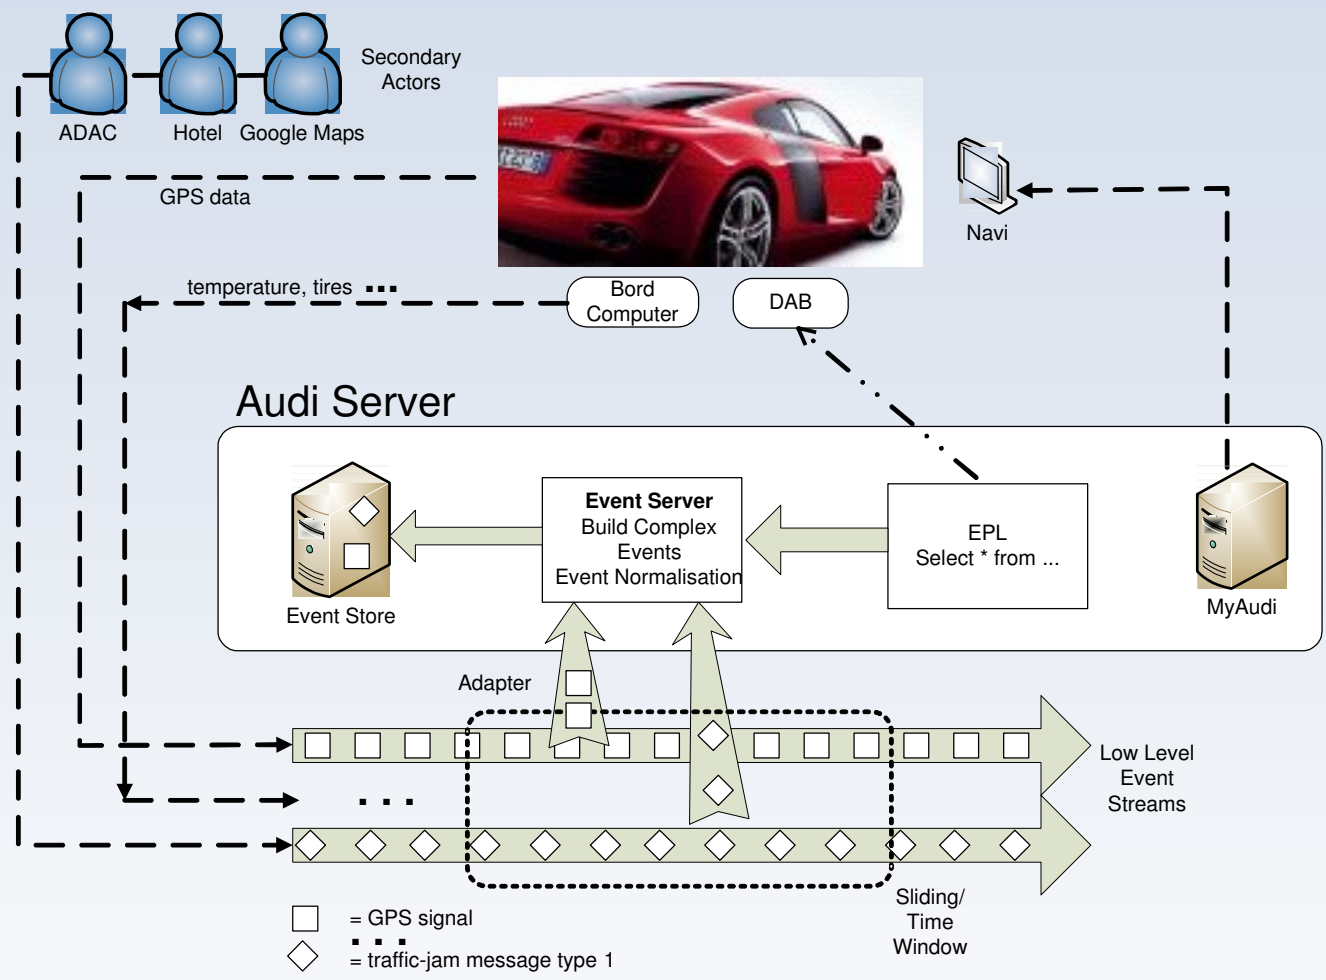 Secondary
Actors
ADAC
Hotel
Google Maps
GPS data
Navi
temperature, tires ...
Bord
Computer
DAB
Audi Server
Event Server
Build Complex
Events
Event Normalisation
EPL
Select * from ...
Event Store
MyAudi
Adapter
Low Level
Event
Streams
. . .
Sliding/
Time
Window
= GPS signal
. . .
= traffic-jam message type 1